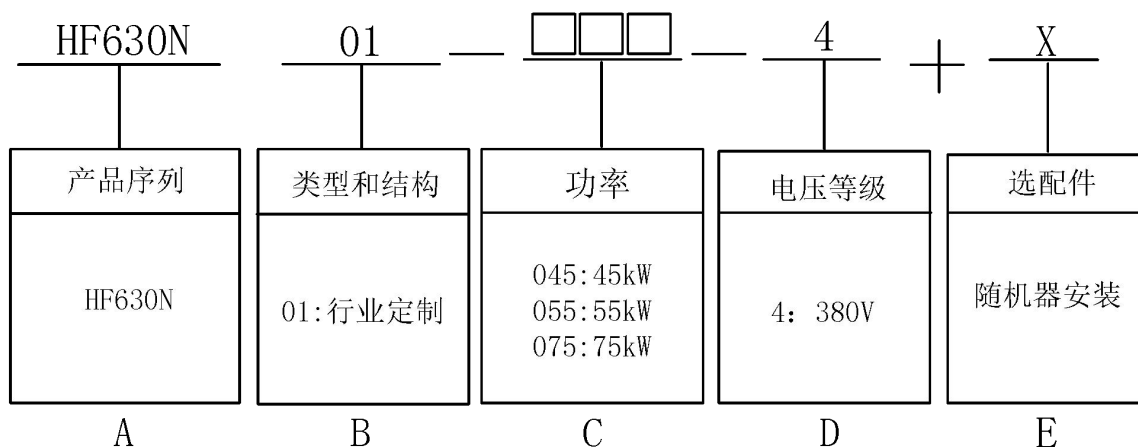 HF630N 01 — □□□ — 4 + X
产品序列 类型和结构 功率 电压等级 选配件
HF630N
01:行业定制
045:45kW
055:55kW
075:75kW
4：380V
随机器安装
A B C D E